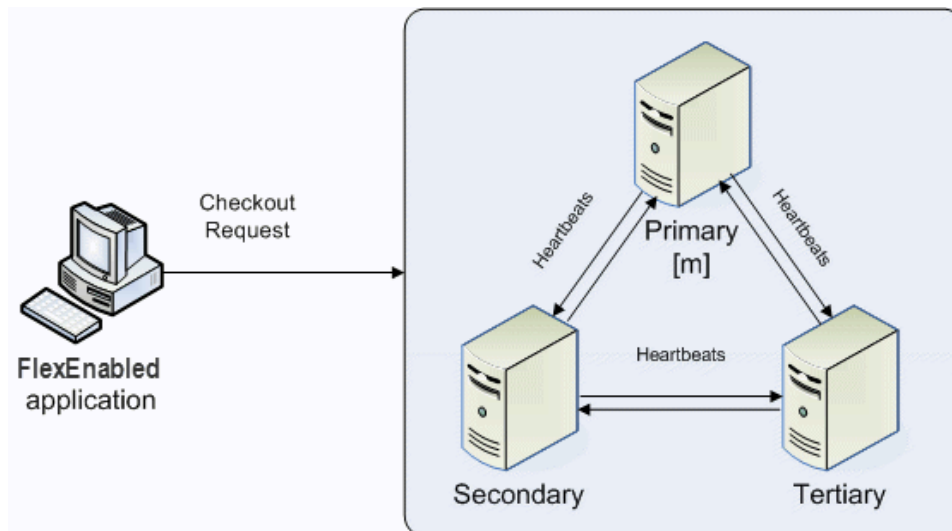 Checkout
Request
FlexEnabled
application
Heartbeats
Heartbeats
Primary
[m]
Heartbeats
Secondary
Tertiary